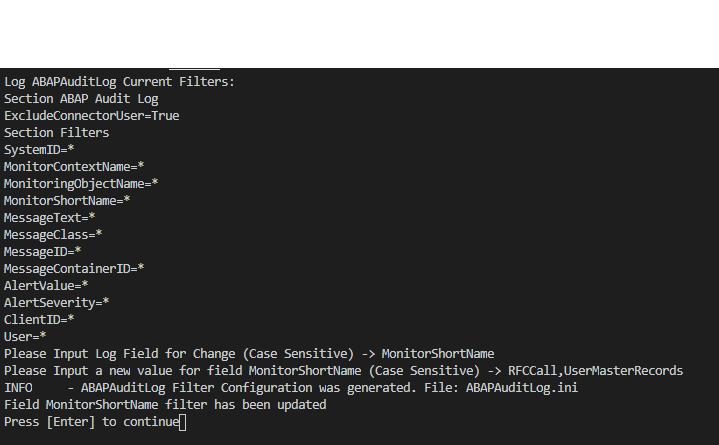 Log ABAPAuditLog Current Filters:
Section ABAP Audit Log
ExcludeConnectorUser=True
Section Filters
SystemID=*
MonitorContextName=*
MonitoringObjectName=*
MonitorShortName=*
MessageText=*
MessageClass=*
MessageID=*
MessageContainerID=*
AlertValue=*
AlertSeverity=*
ClientID=*
User=*
Please Input Log Field for Change (Case Sensitive) -> MonitorShortName
Please Input a new value for field MonitorShortName (Case Sensitive) -> RFCCall,UserMasterRecords
INFO     - ABAPAuditLog Filter Configuration was generated. File: ABAPAuditLog.ini
Field MonitorShortName filter has been updated
Press [Enter] to continue